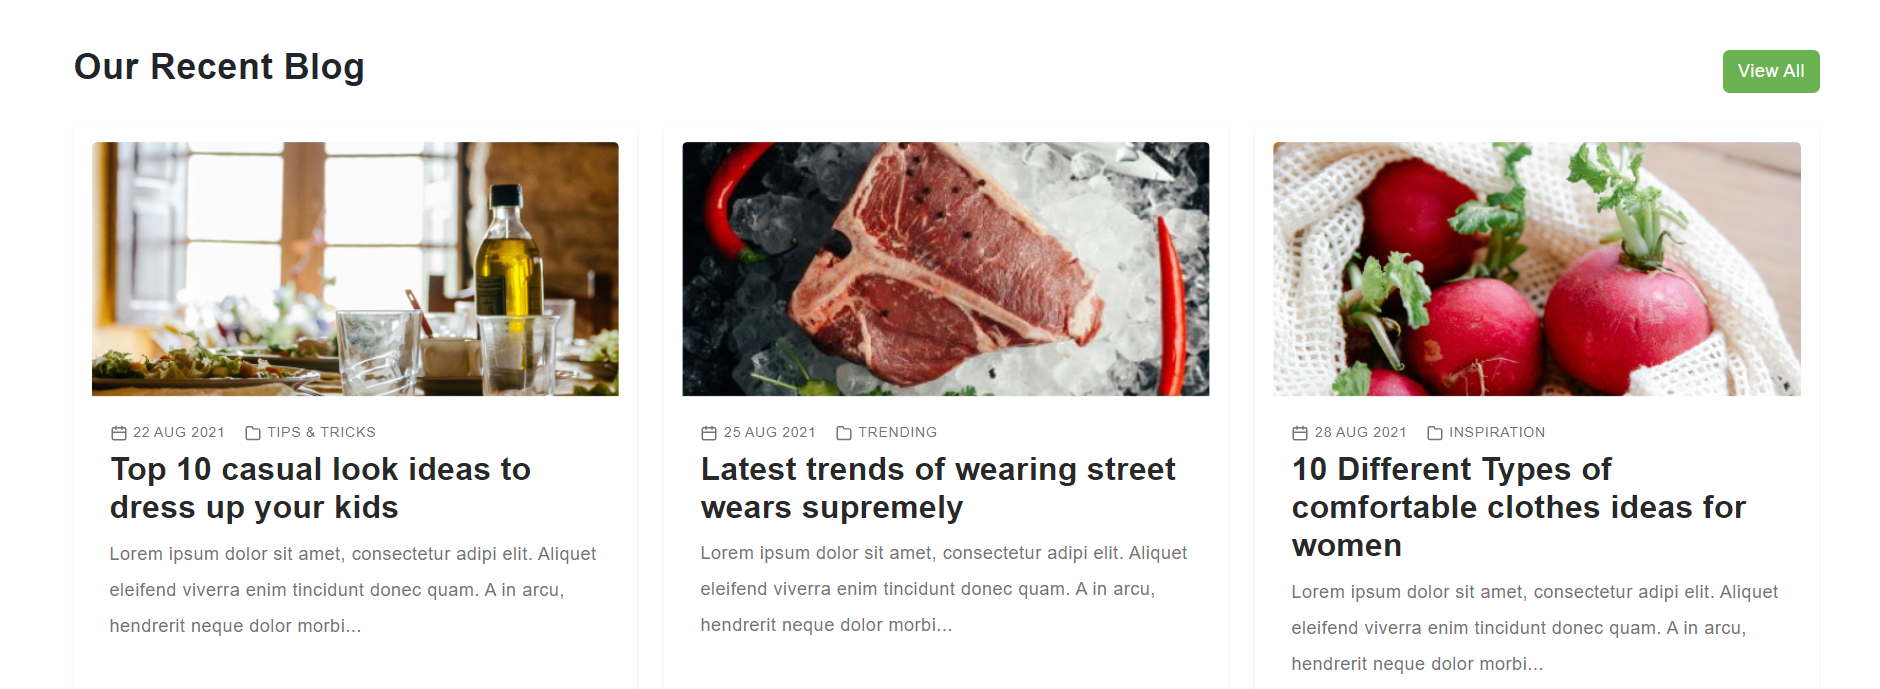 Our Recent Blog
View All
22 AUG 2021 TIPS & TRICKS
Top 10 casual look ideas to
dress up your kids
Lorem ipsum dolor sit amet, consectetur adipi elit. Aliquet
eleifend viverra enim tincidunt donec quam. A in arcu,
hendrerit neque dolor morbi...
25 AUG 2021 TRENDING
Latest trends of wearing street
wears supremely
Lorem ipsum dolor sit amet, consectetur adipi elit. Aliquet
eleifend viverra enim tincidunt donec quam. A in arcu,
hendrerit neque dolor morbi...
28 AUG 2021 INSPIRATION
10 Different Types of
comfortable clothes ideas for
women
Lorem ipsum dolor sit amet, consectetur adipi elit. Aliquet
eleifend viverra enim tincidunt donec quam. A in arcu,
hendrerit neque dolor morbi...